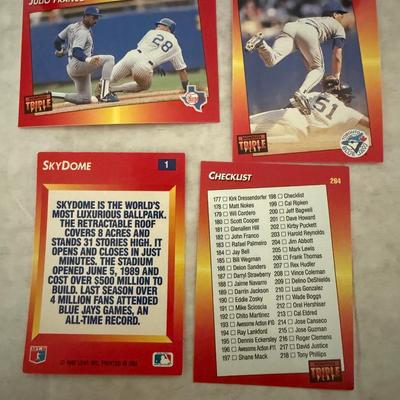 JULIO FRANCO
28
TRIPLE
51
TRIPLE
SKYDOME
1
SKYDOME IS THE WORLD'S
MOST LUXURIOUS BALLPARK.
THE RETRACTABLE ROOF
COVERS 8 ACRES AND
STANDS 31 STORIES HIGH. IT
OPENS AND CLOSES IN JUST
MINUTES. THE STADIUM
OPENED JUNE 5, 1989 AND
COST OVER $500 MILLION TO
BUILD. LAST SEASON OVER
4 MILLION FANS ATTENDED
BLUE JAYS GAMES, AN
ALL-TIME RECORD.
CHECKLIST
264
177 Kirt Dressendorfer
178 Matt Nokes
179 Wil Cordero
180 Scott Cooper
181 Glenallen Hill
182 John Franco
183 Rafael Palmeiro
184 Jay Bell
185 Bill Wegman
186 Deion Sanders
187 Darryl Strawberry
188 Jaime Navarro
189 Darrin Jackson
190 Eddie Zosky
191 Mike Scioscia
192 Chito Martinez
193 Awesome Action #10
194 Ray Lankford
195 Dennis Eckersley
196 Awesome Action #11
197 Shane Mack
198 Checklist
199 Cal Ripken
200 Jeff Bagwell
201 Dave Howard
202 Kirby Puckett
203 Harold Reynolds
204 Jim Abbott
205 Mark Lewis
206 Frank Thomas
207 Rex Hudler
208 Vince Coleman
209 Delino DeShields
210 Luis Gonzalez
211 Wade Boggs
212 Orel Hershiser
213 Cal Eldred
214 Jose Canseco
215 Jose Guzman
216 Roger Clemens
217 David Justice
218 Tony Phillips
TRIPLE